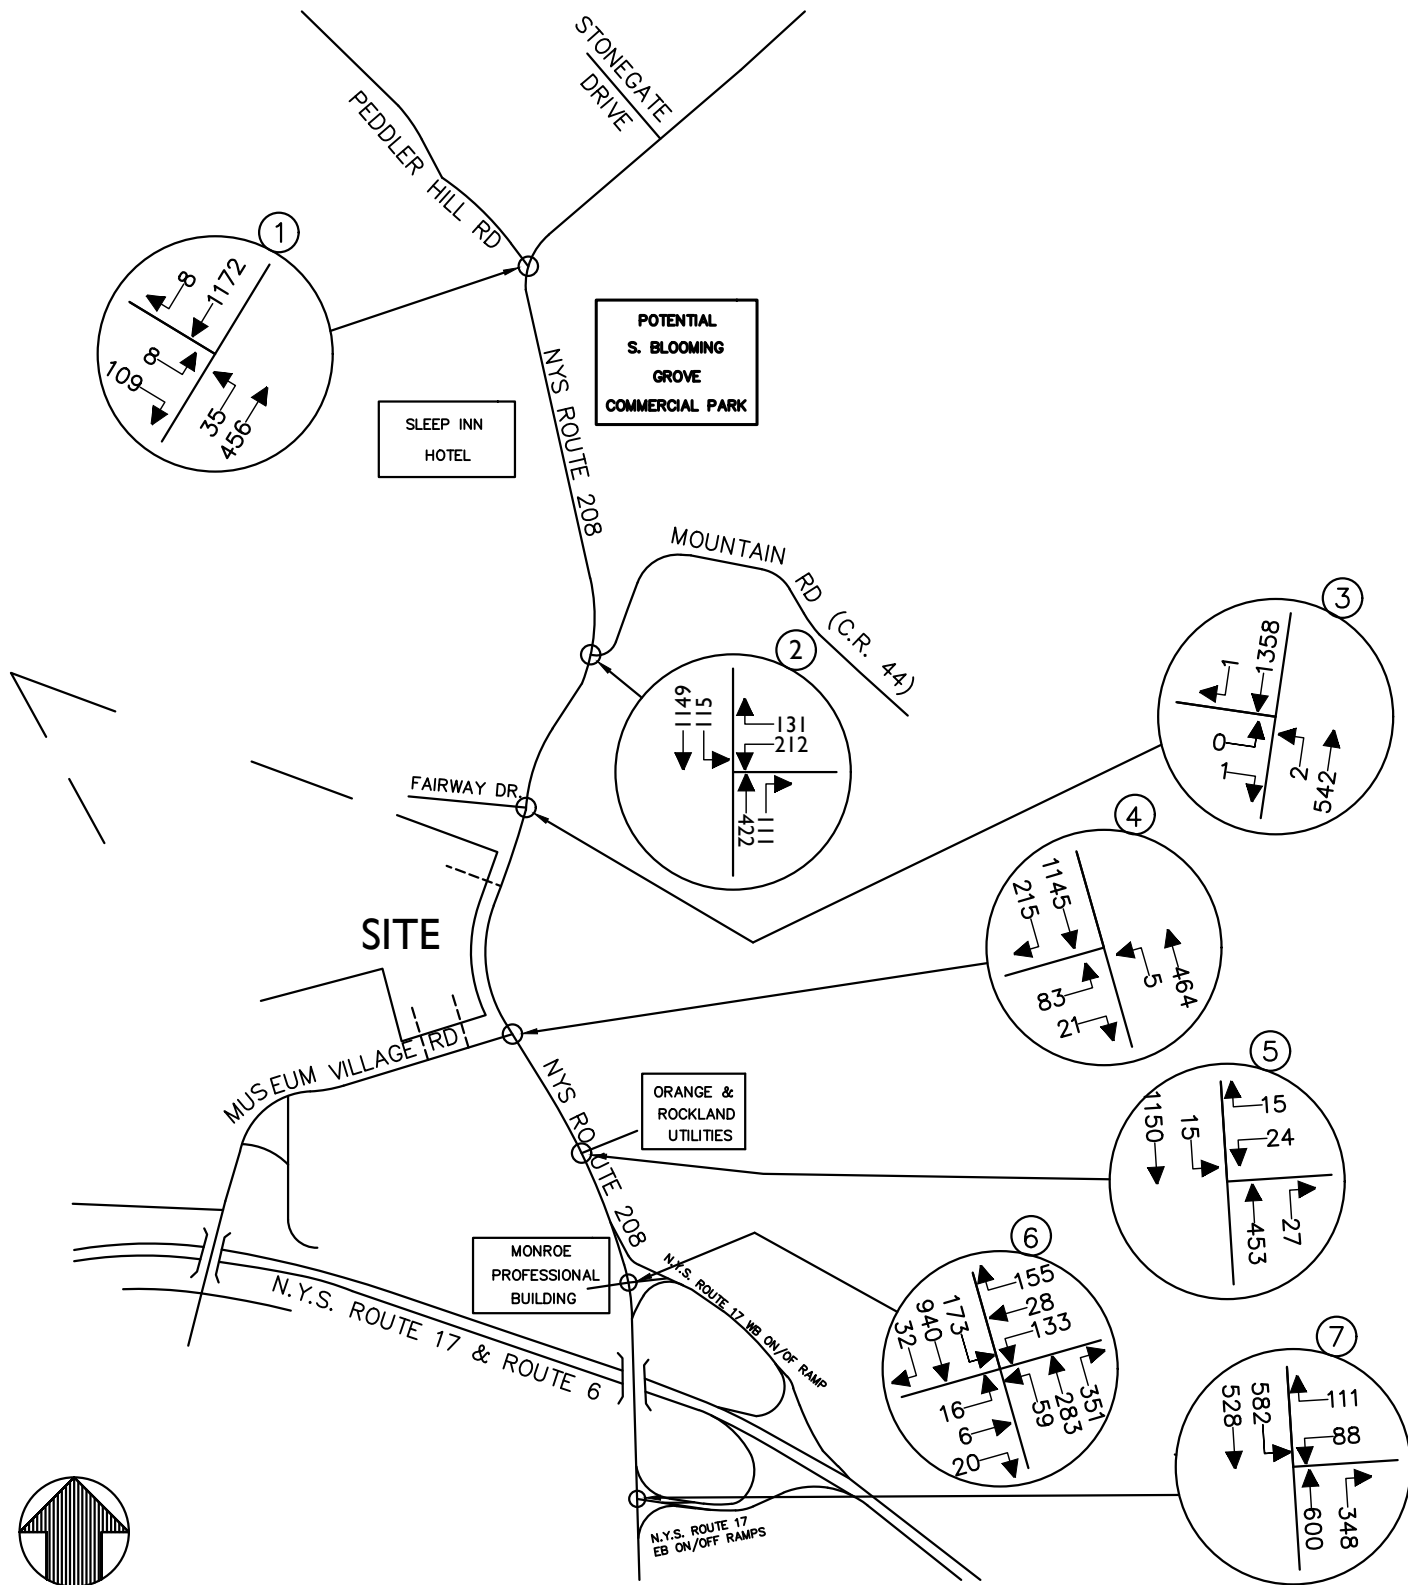 STONEGATE
DRIVE
PEDDLER HILL RD
1
8
1172
8
109
35
456
POTENTIAL
S. BLOOMING
GROVE
COMMERCIAL PARK
NYS ROUTE 208
SLEEP INN
HOTEL
MOUNTAIN RD (C.R. 44)
2
1149
115
131
212
422
111
3
1
1358
0
1
2
542
FAIRWAY DR.
4
1145
215
83
21
5
464
SITE
MUSEUM VILLAGE RD
NYS ROUTE 208
ORANGE &
ROCKLAND
UTILITIES
5
1150
15
15
24
453
27
MONROE
PROFESSIONAL
BUILDING
N.Y.S. ROUTE 17 WB ON/OF RAMP
6
155
28
133
173
940
32
16
6
20
59
283
351
N.Y.S. ROUTE 17 & ROUTE 6
7
528
582
111
88
600
348
N.Y.S. ROUTE 17
EB ON/OFF RAMPS